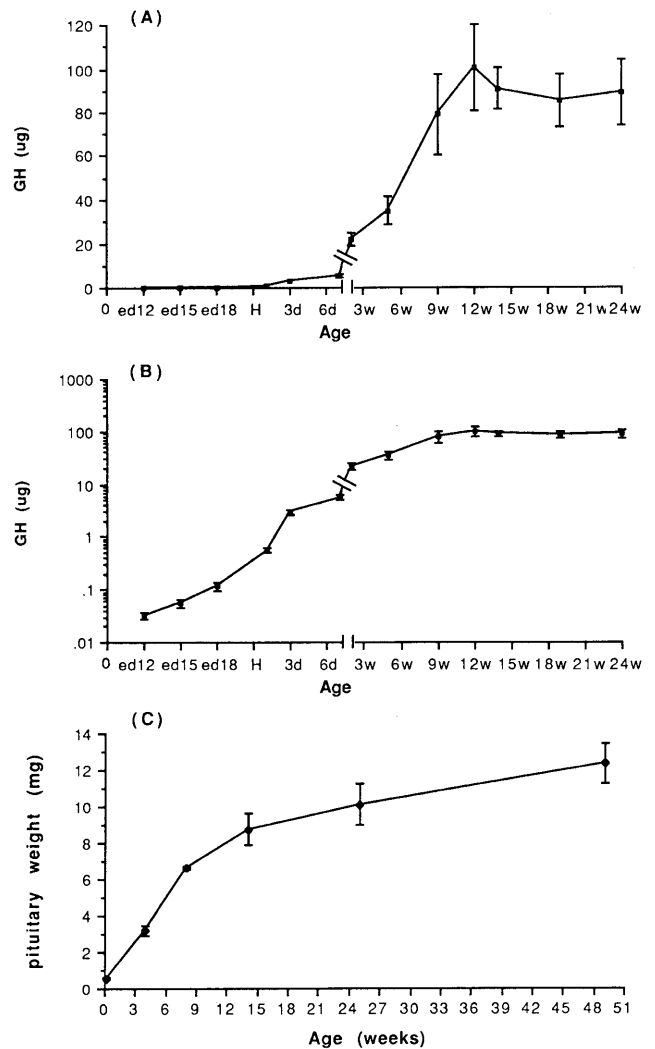 (A)
120
100
80
60
40
20
0
GH (ug)
0 ed12 ed15 ed18 H 3d 6d 3w 6w 9w 12w 15w 18w 21w 24w
Age
(B)
1000
100
10
1
.1
.01
GH (ug)
0 ed12 ed15 ed18 H 3d 6d 3w 6w 9w 12w 15w 18w 21w 24w
Age
(C)
14
12
10
8
6
4
2
0
pituitary weight (mg)
0 3 6 9 12 15 18 21 24 27 30 33 36 39 42 45 48 51
Age (weeks)